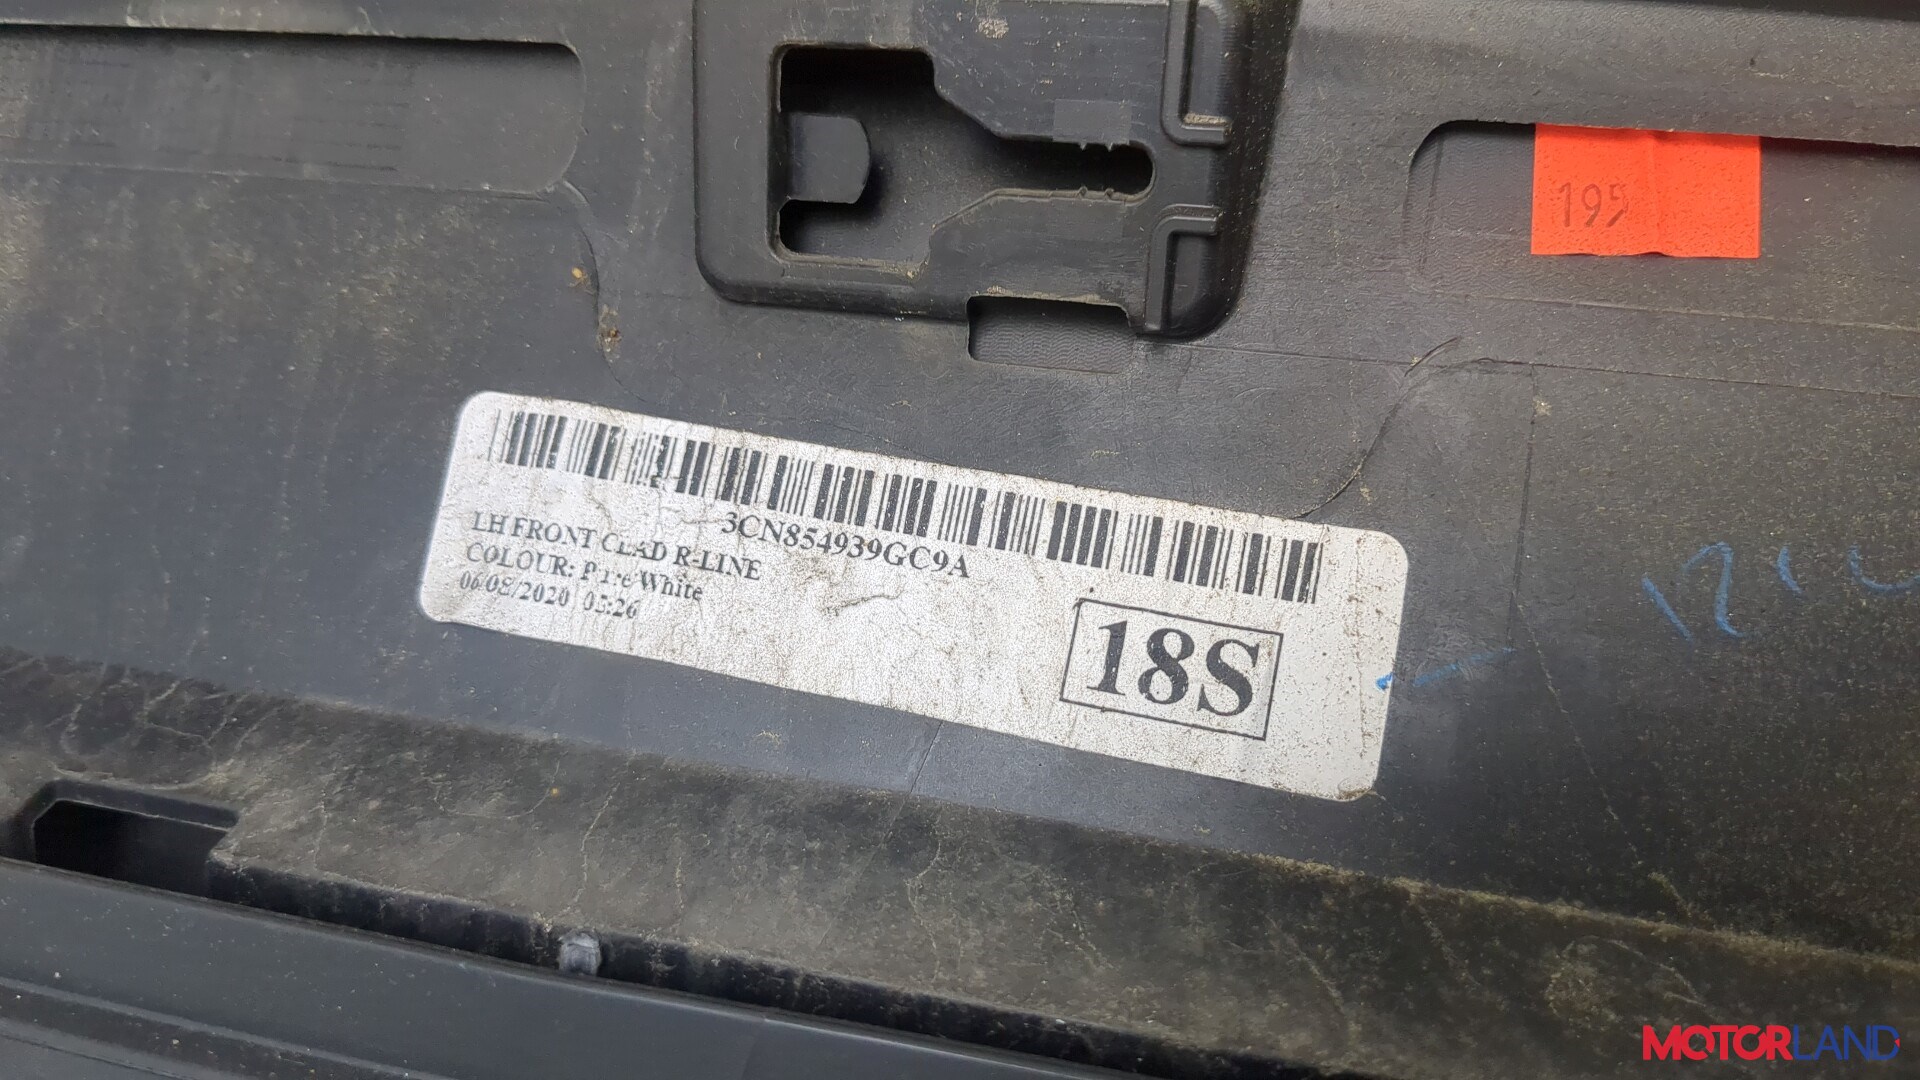 195
3CN854939GC9A
LH FRONT CLAD R-LINE
COLOUR: Pure White
06/08/2020 05:26
18S
MOTORLAND